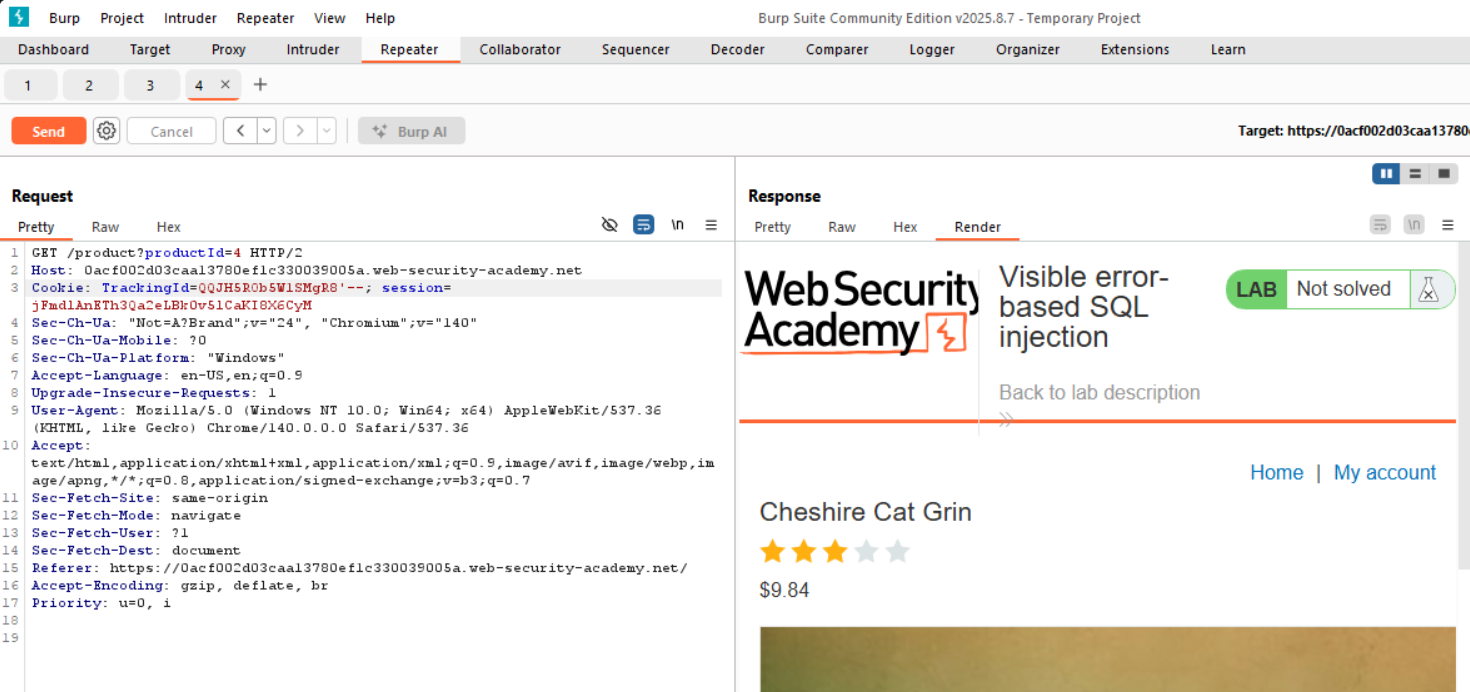 Burp Project Intruder Repeater View Help
Burp Suite Community Edition v2025.8.7 - Temporary Project
Dashboard Target Proxy Intruder Repeater Collaborator Sequencer Decoder Comparer Logger Organizer Extensions Learn
1 2 3 4 × +
Send Cancel < > Burp AI
Target: https://0acf002d03caa13780
Request
Pretty Raw Hex \n
1 GET /product?productId=4 HTTP/2
2 Host: 0acf002d03caa13780ef1c330039005a.web-security-academy.net
3 Cookie: TrackingId=QQJH5R0b5W1SMgR8'--; session=
jFmdlAnETh3Qa2eLBkOv51CaKI8X6CyM
4 Sec-Ch-Ua: "Not=A?Brand";v="24", "Chromium";v="140"
5 Sec-Ch-Ua-Mobile: ?0
6 Sec-Ch-Ua-Platform: "Windows"
7 Accept-Language: en-US,en;q=0.9
8 Upgrade-Insecure-Requests: 1
9 User-Agent: Mozilla/5.0 (Windows NT 10.0; Win64; x64) AppleWebKit/537.36
(KHTML, like Gecko) Chrome/140.0.0.0 Safari/537.36
10 Accept:
text/html,application/xhtml+xml,application/xml;q=0.9,image/avif,image/webp,im
age/apng,*/*;q=0.8,application/signed-exchange;v=b3;q=0.7
11 Sec-Fetch-Site: same-origin
12 Sec-Fetch-Mode: navigate
13 Sec-Fetch-User: ?1
14 Sec-Fetch-Dest: document
15 Referer: https://0acf002d03caa13780ef1c330039005a.web-security-academy.net/
16 Accept-Encoding: gzip, deflate, br
17 Priority: u=0, i
18
19
Response
Pretty Raw Hex Render \n
Web Security
Academy
Visible error-
based SQL
injection
LAB Not solved
Back to lab description
Home | My account
Cheshire Cat Grin
$9.84